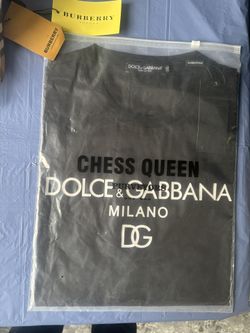 BURBERRY
DOLCE & GABBANA
CHESS QUEEN
DOLCE & GABBANA
MILANO
DG